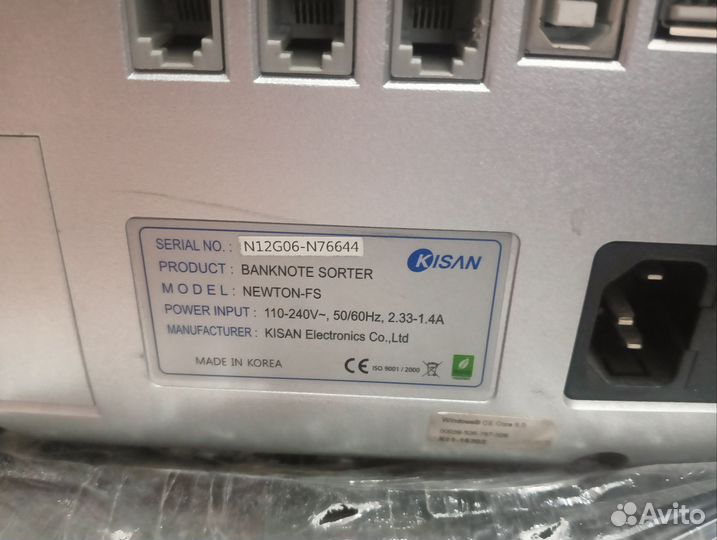 SERIAL NO. : N12G06-N76644
KISAN
PRODUCT : BANKNOTE SORTER
MODEL : NEWTON-FS
POWER INPUT : 110-240V~, 50/60Hz, 2.33-1.4A
MANUFACTURER : KISAN Electronics Co.,Ltd
MADE IN KOREA
CE ISO 9001 / 2000
Windows® CE Core 5.0
Avito